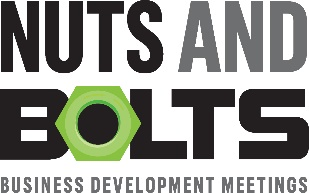 NUTS AND
BOLTS
BUSINESS DEVELOPMENT MEETINGS